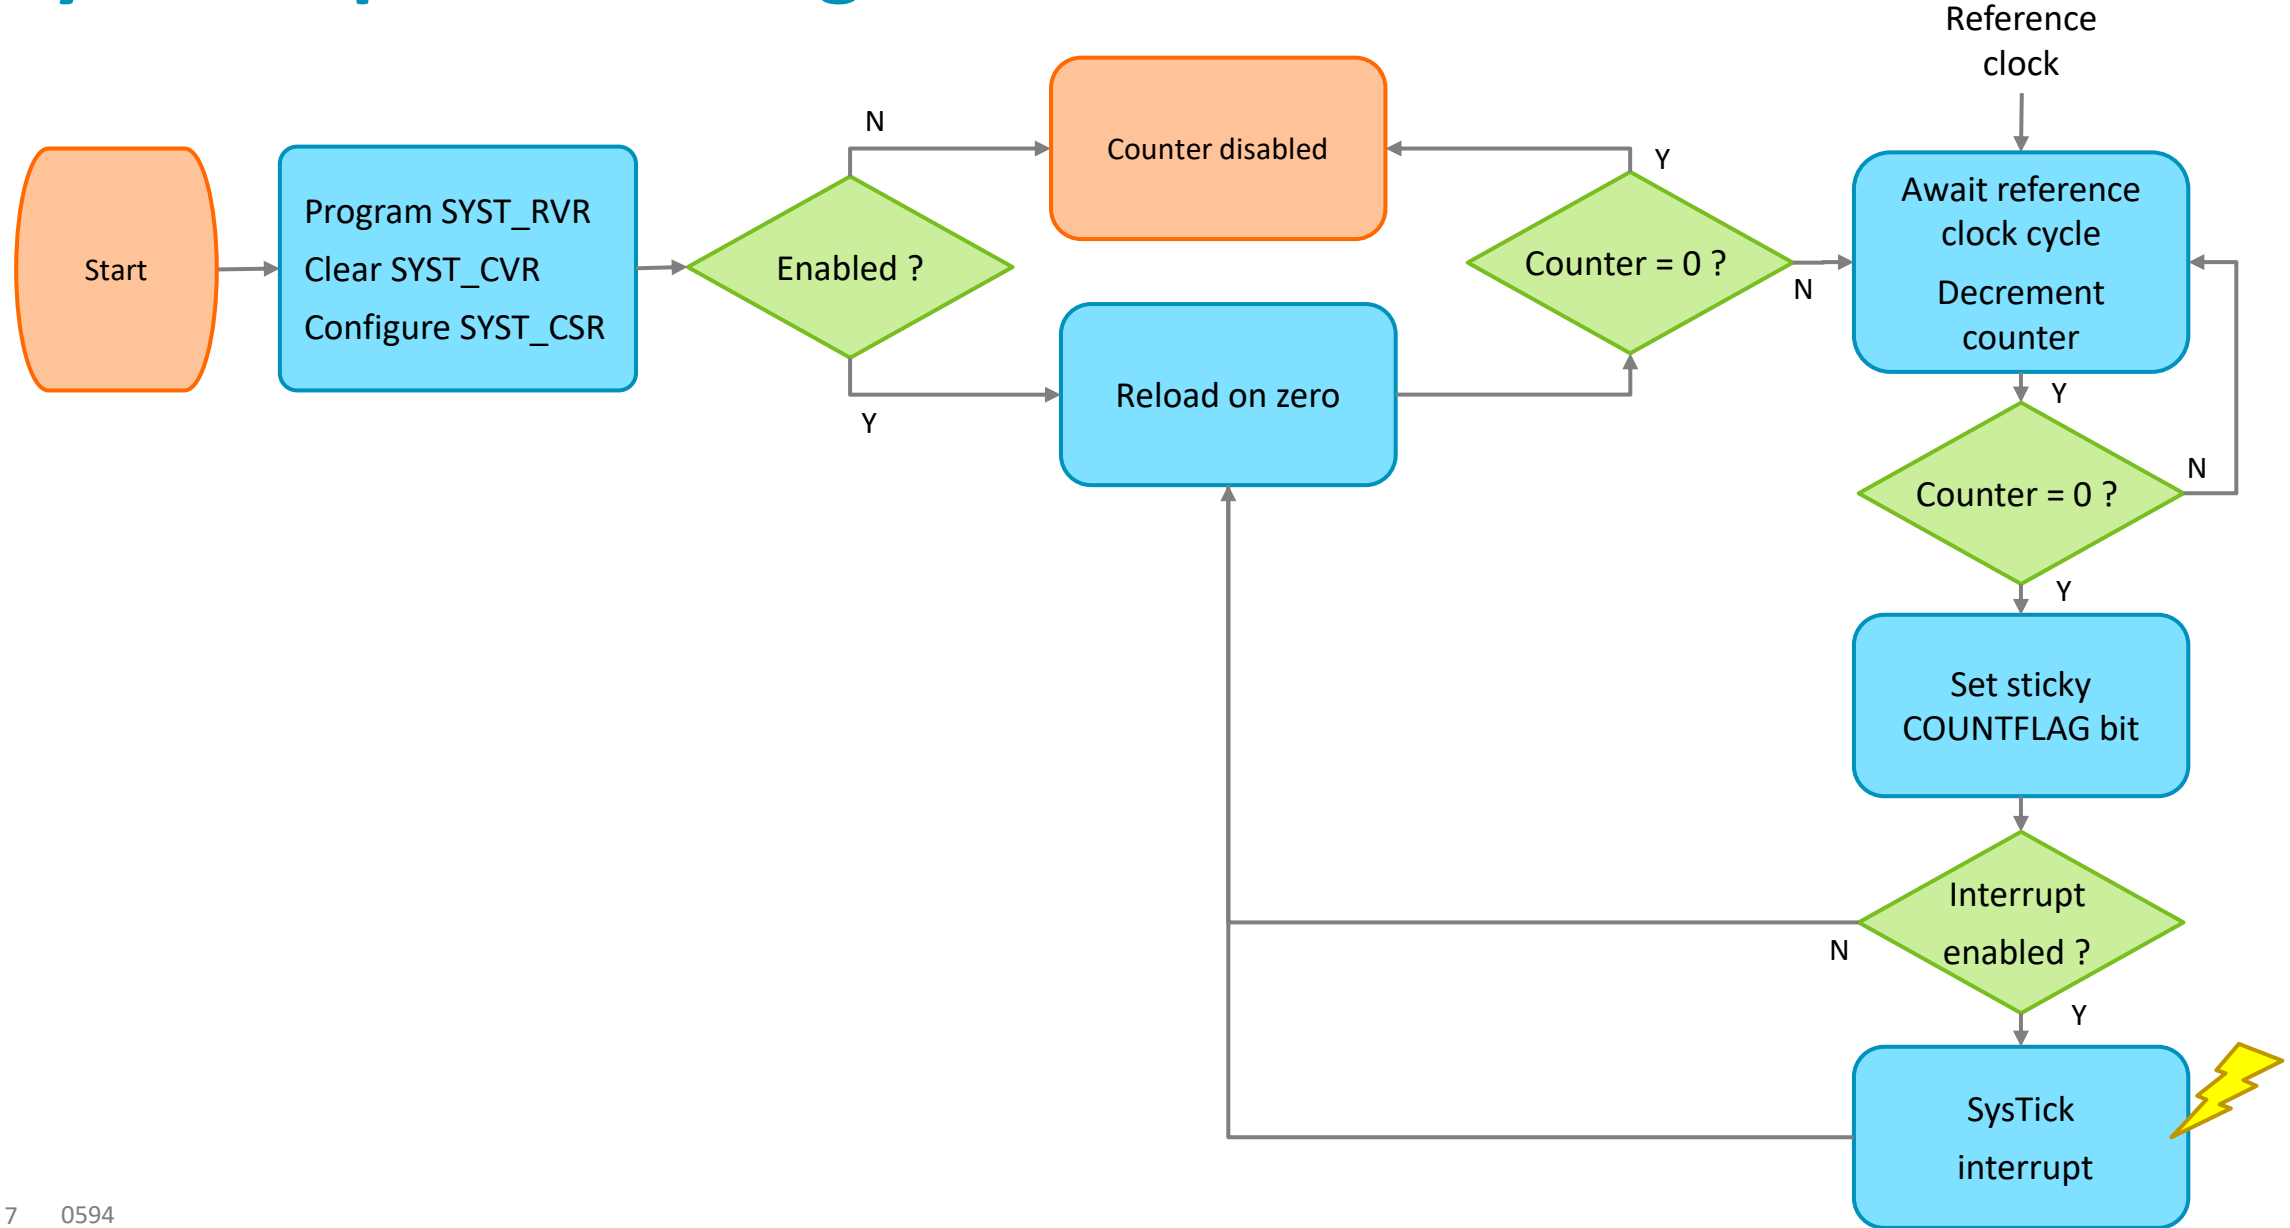 Reference
clock
N
Counter disabled
Y
Start
Program SYST_RVR
Clear SYST_CVR
Configure SYST_CSR
Enabled ?
Counter = 0 ?
N
Await reference
clock cycle
Decrement
counter
Y
Reload on zero
Y
Counter = 0 ?
N
Y
Set sticky
COUNTFLAG bit
Interrupt
enabled ?
N
Y
SysTick
interrupt
7 0594